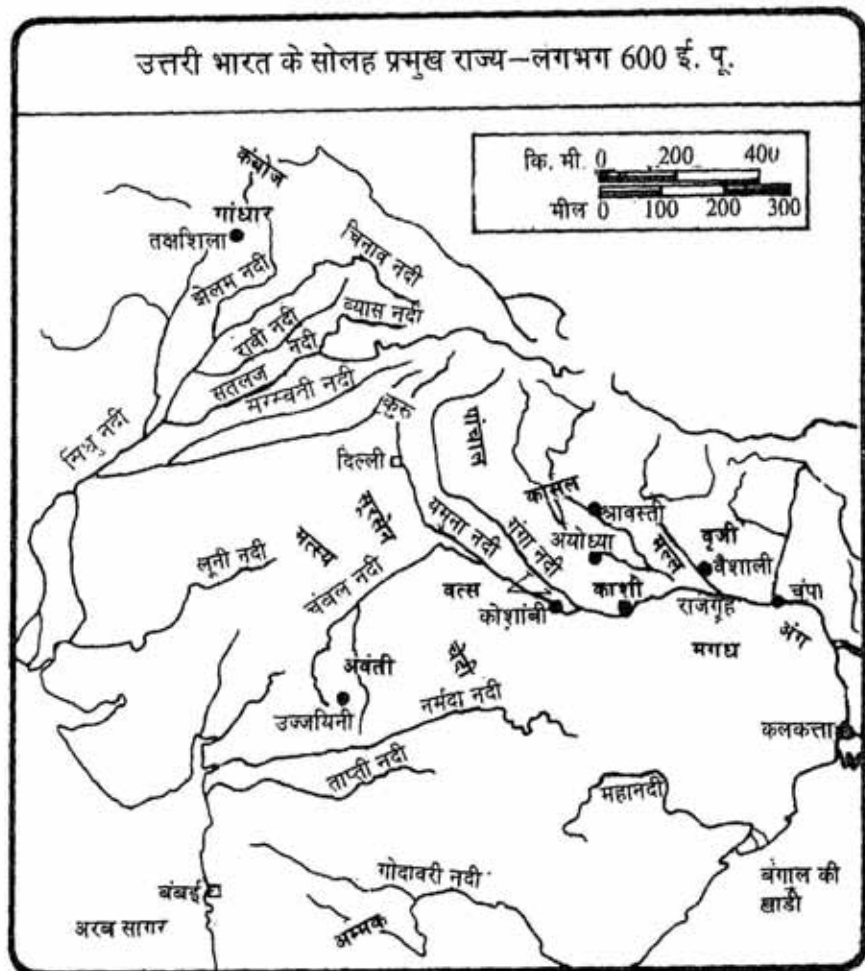 उत्तरी भारत के सोलह प्रमुख राज्य–लगभग 600 ई. पू.
कि. मी. 0 200 400
मील 0 100 200 300
कंबोज
गांधार
तक्षशिला
झेलम नदी
चिनाव नदी
व्यास नदी
रावी नदी
सतलज नदी
सरस्वती नदी
सिंधु नदी
कुरु
पांचाल
दिल्ली
कोसल
श्रावस्ती
सूरसेन
मत्स्य
यमुना नदी
गंगा नदी
अयोध्या
मल्ल
वृजी
वैशाली
लूनी नदी
चंबल नदी
वत्स
कोशांबी
काशी
राजगृह
चंपा
अंग
मगध
अवंती
उज्जयिनी
नर्मदा नदी
ताप्ती नदी
कलकत्ता
महानदी
गोदावरी नदी
बंबई
अरब सागर
अस्मक
बंगाल की
खाड़ी